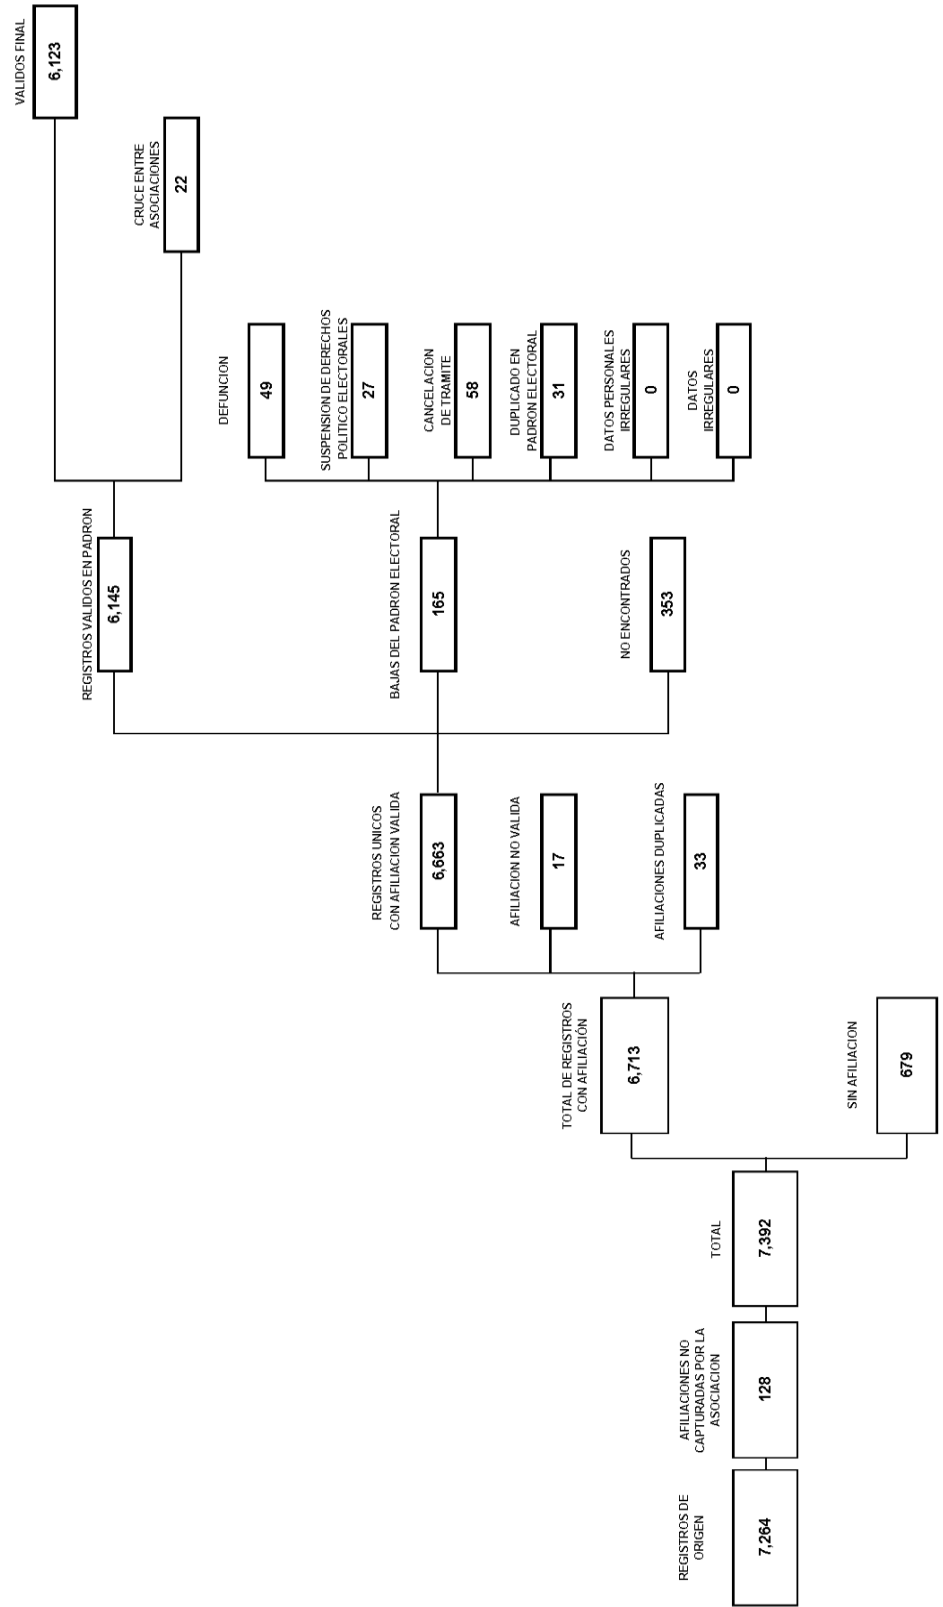 REGISTROS DE
ORIGEN
7,264
AFILIACIONES NO
CAPTURADAS POR LA
ASOCIACION
128
TOTAL
7,392
TOTAL DE REGISTROS
CON AFILIACIÓN
6,713
SIN AFILIACION
679
REGISTROS UNICOS
CON AFILIACION VALIDA
6,663
AFILIACION NO VALIDA
17
AFILIACIONES DUPLICADAS
33
REGISTROS VALIDOS EN PADRON
6,145
BAJAS DEL PADRON ELECTORAL
165
NO ENCONTRADOS
353
DEFUNCION
49
SUSPENSION DE DERECHOS
POLITICO ELECTORALES
27
CANCELACION
DE TRAMITE
58
DUPLICADO EN
PADRON ELECTORAL
31
DATOS PERSONALES
IRREGULARES
0
DATOS
IRREGULARES
0
VALIDOS FINAL
6,123
CRUCE ENTRE
ASOCIACIONES
22